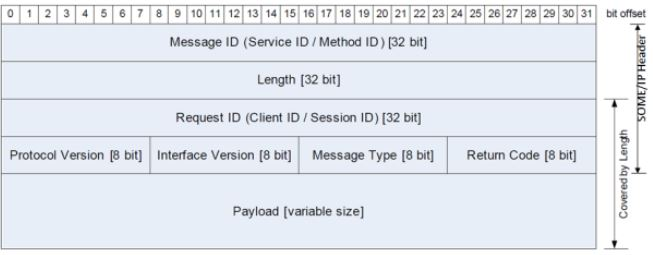 0 1 2 3 4 5 6 7 8 9 10 11 12 13 14 15 16 17 18 19 20 21 22 23 24 25 26 27 28 29 30 31 bit offset
Message ID (Service ID / Method ID) [32 bit]
Length [32 bit]
Request ID (Client ID / Session ID) [32 bit]
Protocol Version [8 bit] Interface Version [8 bit] Message Type [8 bit] Return Code [8 bit]
Payload [variable size]
SOME/IP Header
Covered by Length